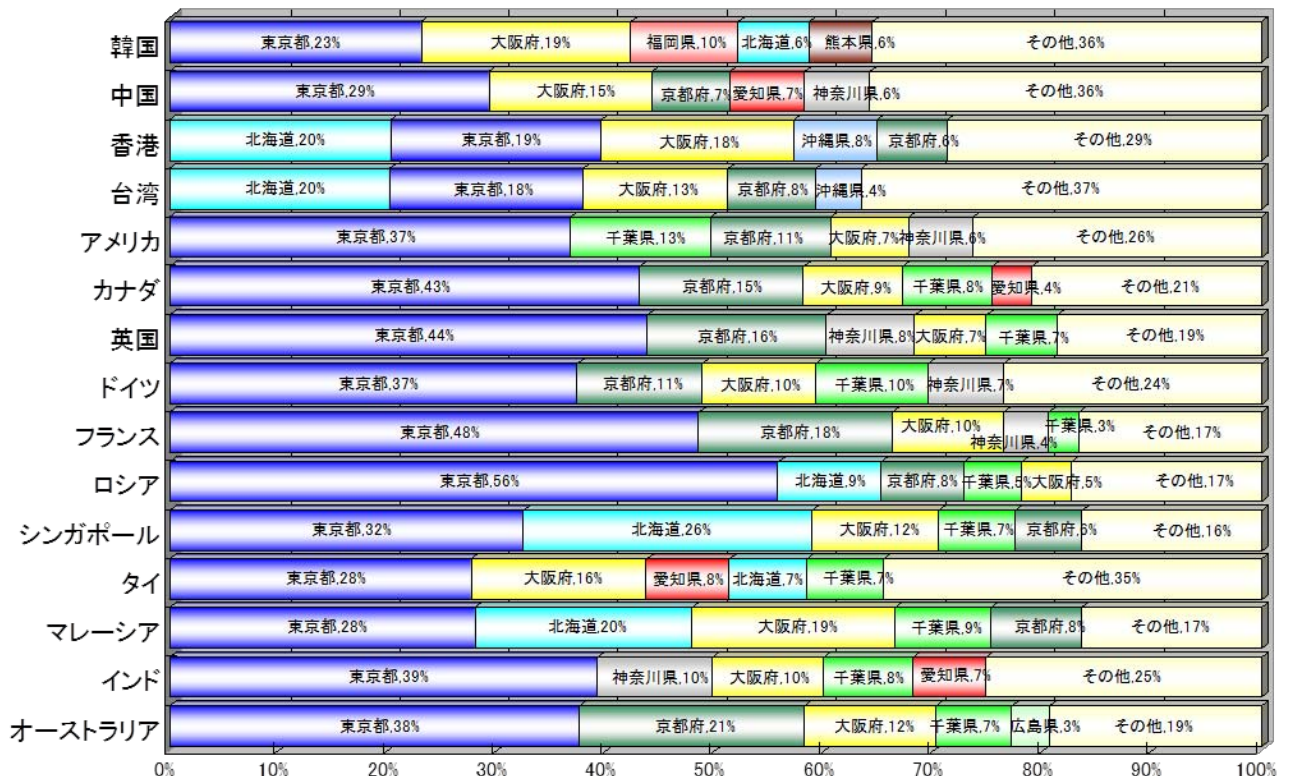 韓国 東京都,23% 大阪府,19% 福岡県,10% 北海道,6% 熊本県,6% その他,36%
中国 東京都,29% 大阪府,15% 京都府,7% 愛知県,7% 神奈川県,6% その他,36%
香港 北海道,20% 東京都,19% 大阪府,18% 沖縄県,8% 京都府,6% その他,29%
台湾 北海道,20% 東京都,18% 大阪府,13% 京都府,8% 沖縄県,4% その他,37%
アメリカ 東京都,37% 千葉県,13% 京都府,11% 大阪府,7% 神奈川県,6% その他,26%
カナダ 東京都,43% 京都府,15% 大阪府,9% 千葉県,8% 愛知県,4% その他,21%
英国 東京都,44% 京都府,16% 神奈川県,8% 大阪府,7% 千葉県,7% その他,19%
ドイツ 東京都,37% 京都府,11% 大阪府,10% 千葉県,10% 神奈川県,7% その他,24%
フランス 東京都,48% 京都府,18% 大阪府,10% 神奈川県,4% 千葉県,3% その他,17%
ロシア 東京都,56% 北海道,9% 京都府,8% 千葉県,5% 大阪府,5% その他,17%
シンガポール 東京都,32% 北海道,26% 大阪府,12% 千葉県,7% 京都府,6% その他,16%
タイ 東京都,28% 大阪府,16% 愛知県,8% 北海道,7% 千葉県,7% その他,35%
マレーシア 東京都,28% 北海道,20% 大阪府,19% 千葉県,9% 京都府,8% その他,17%
インド 東京都,39% 神奈川県,10% 大阪府,10% 千葉県,8% 愛知県,7% その他,25%
オーストラリア 東京都,38% 京都府,21% 大阪府,12% 千葉県,7% 広島県,3% その他,19%
0% 10% 20% 30% 40% 50% 60% 70% 80% 90% 100%